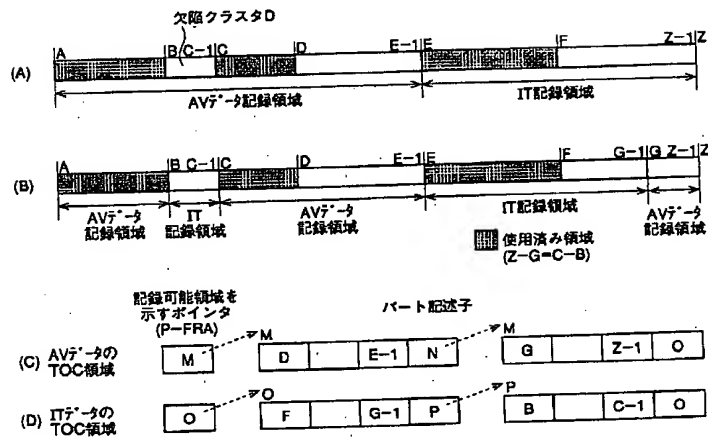 欠陥クラスタD
A B C-1 C D E-1 E F Z-1 Z
(A)
AVデータ記録領域 IT記録領域
A B C-1 C D E-1 E F G-1 G Z-1 Z
(B)
AVデータ記録領域 IT記録領域 AVデータ記録領域 IT記録領域 AVデータ記録領域
使用済み領域
(Z-G=C-B)
記録可能領域を
示すポインタ
(P-FRA)
パート記述子
(C) AVデータの
TOC領域
M M D E-1 N M G Z-1 O
(D) ITデータの
TOC領域
O O F G-1 P P B C-1 O